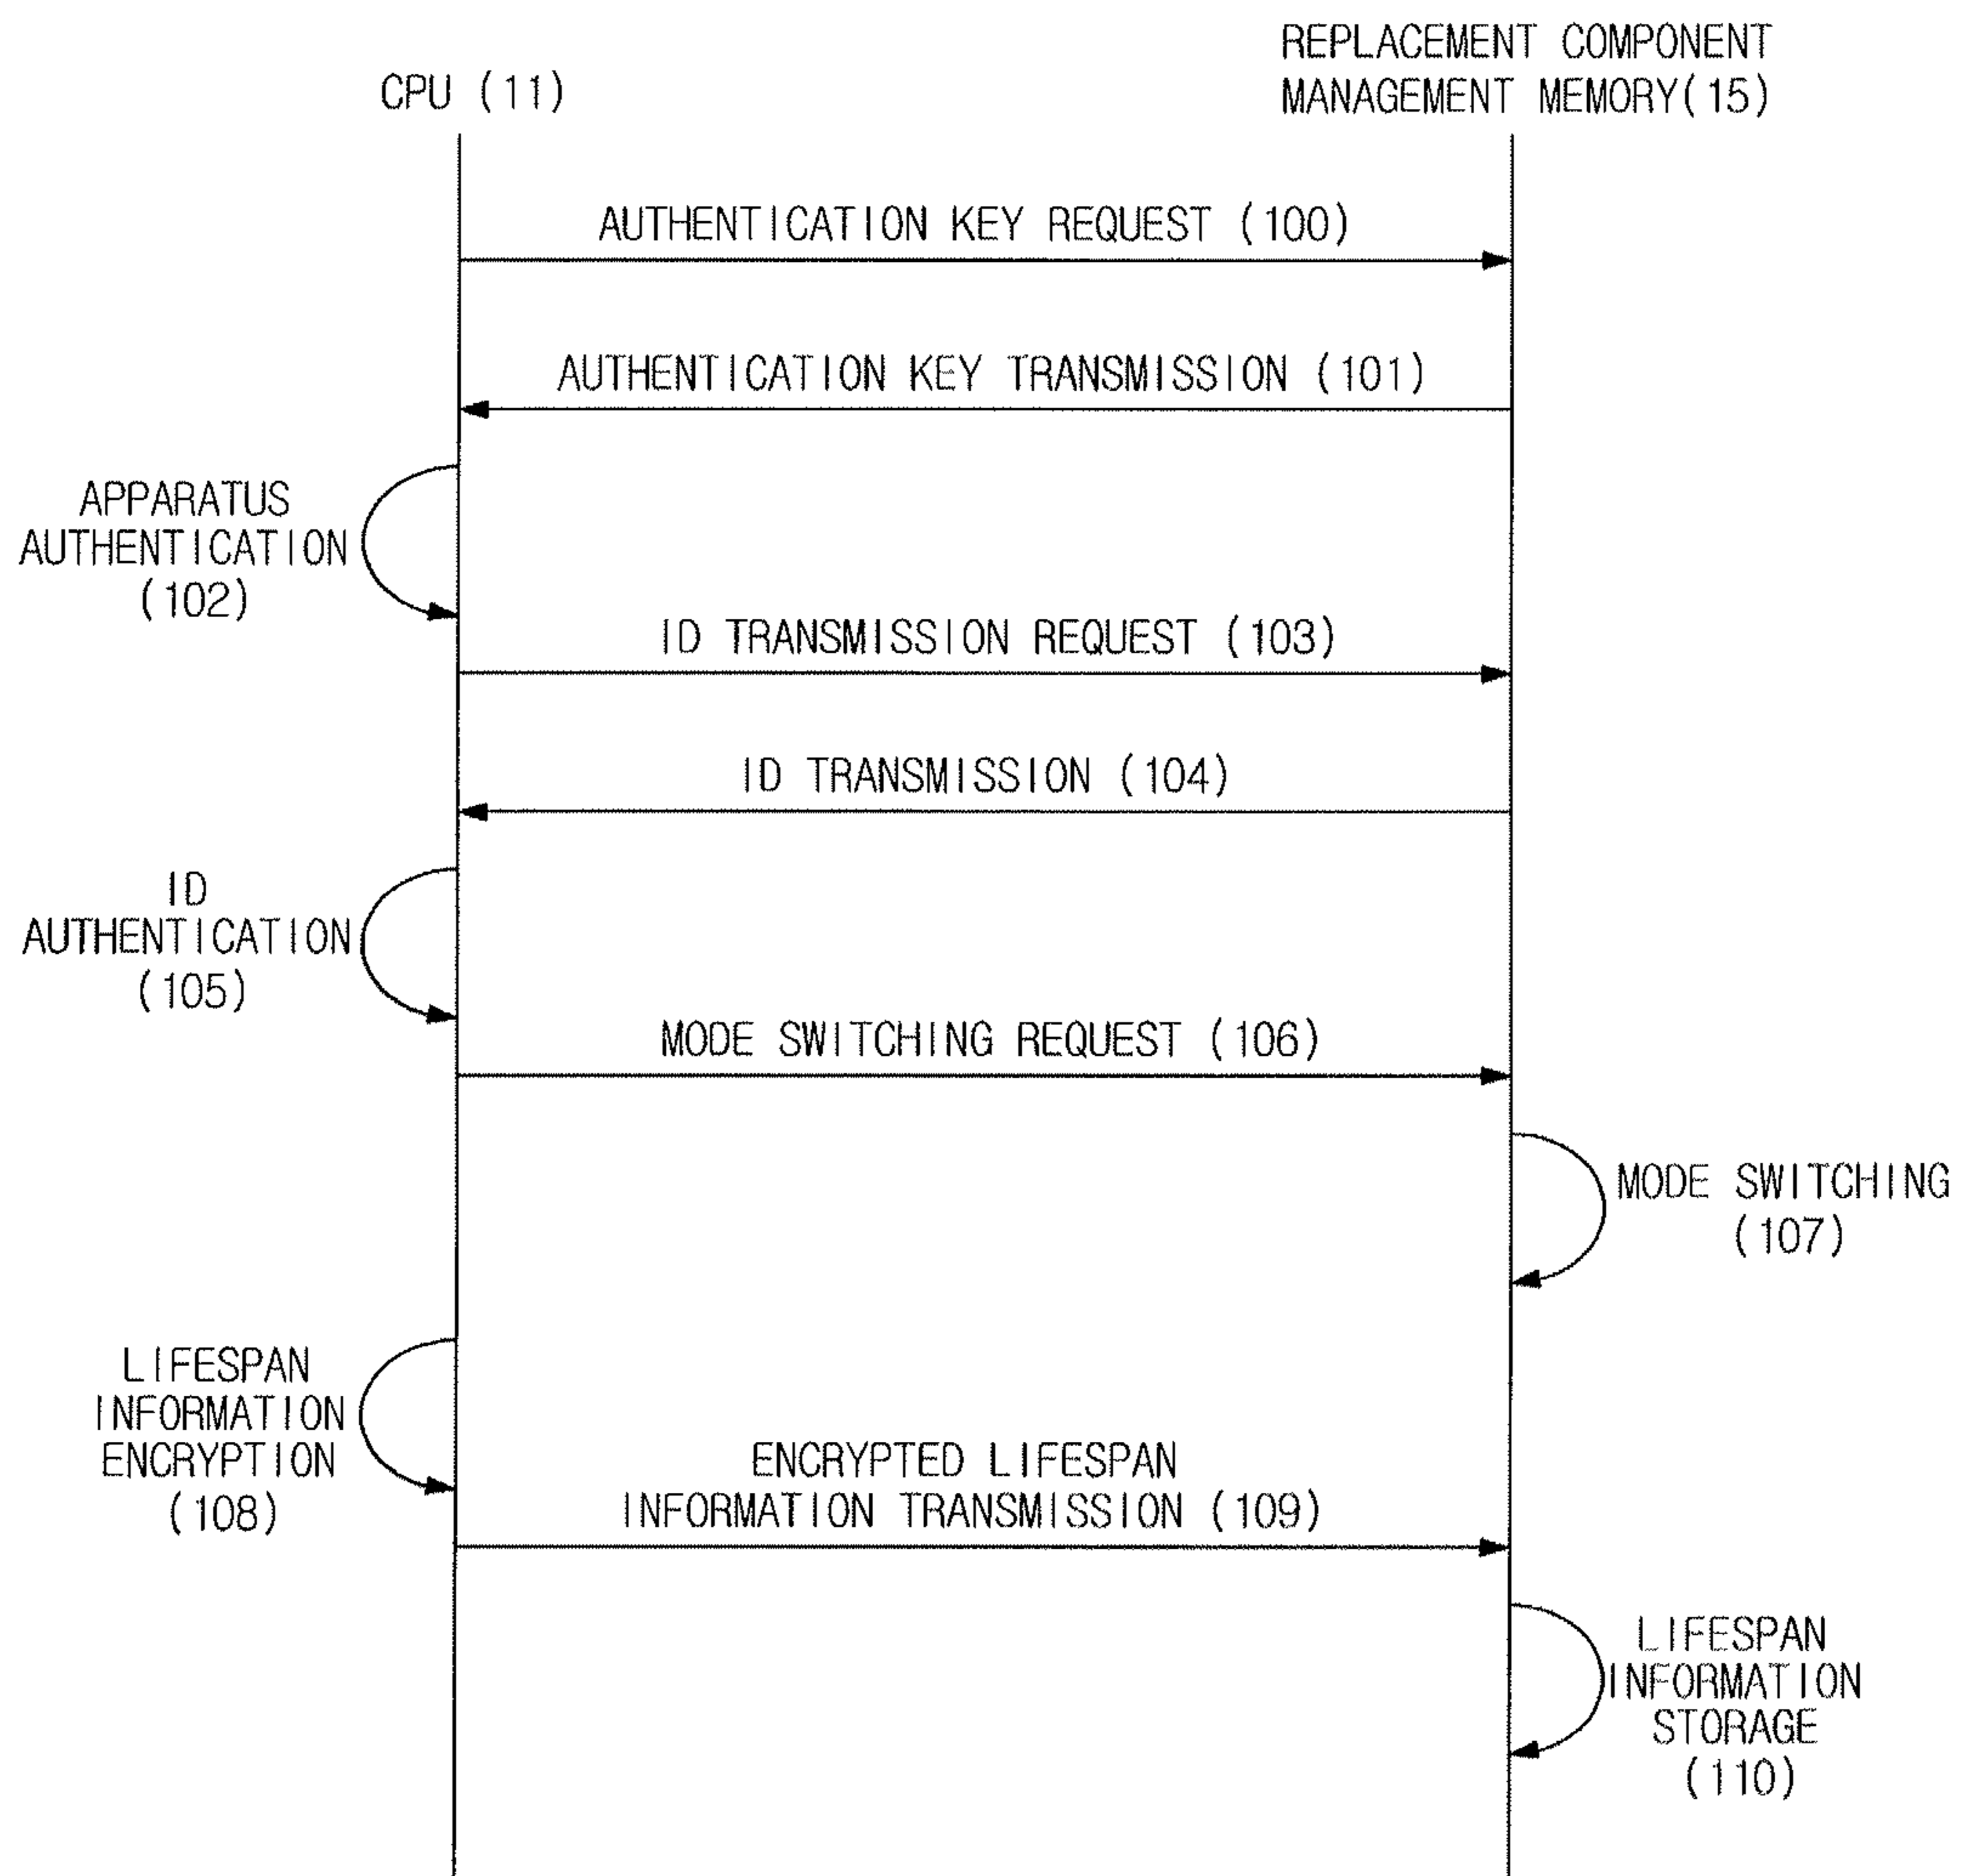 CPU (11)
REPLACEMENT COMPONENT
MANAGEMENT MEMORY(15)
AUTHENTICATION KEY REQUEST (100)
AUTHENTICATION KEY TRANSMISSION (101)
APPARATUS
AUTHENTICATION
(102)
ID TRANSMISSION REQUEST (103)
ID TRANSMISSION (104)
ID
AUTHENTICATION
(105)
MODE SWITCHING REQUEST (106)
MODE SWITCHING
(107)
LIFESPAN
INFORMATION
ENCRYPTION
(108)
ENCRYPTED LIFESPAN
INFORMATION TRANSMISSION (109)
LIFESPAN
INFORMATION
STORAGE
(110)